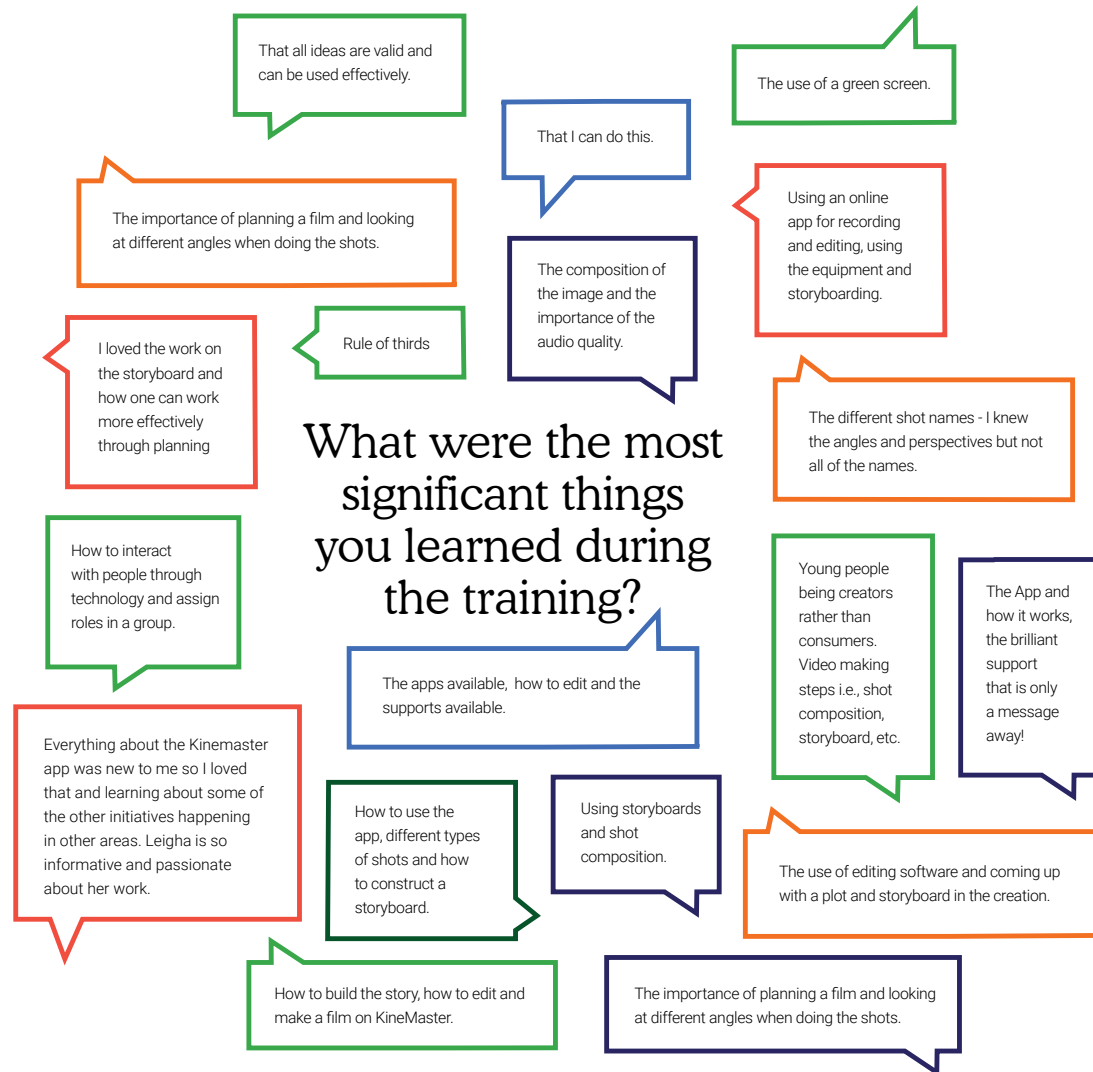 That all ideas are valid and
can be used effectively.
The use of a green screen.
That I can do this.
The importance of planning a film and looking
at different angles when doing the shots.
Using an online
app for recording
and editing, using
the equipment and
storyboarding.
The composition of
the image and the
importance of the
audio quality.
I loved the work on
the storyboard and
how one can work
more effectively
through planning
Rule of thirds
The different shot names - I knew
the angles and perspectives but not
all of the names.
What were the most
significant things
you learned during
the training?
How to interact
with people through
technology and assign
roles in a group.
Young people
being creators
rather than
consumers.
Video making
steps i.e., shot
composition,
storyboard, etc.
The App and
how it works,
the brilliant
support
that is only
a message
away!
The apps available, how to edit and the
supports available.
Everything about the Kinemaster
app was new to me so I loved
that and learning about some of
the other initiatives happening
in other areas. Leigha is so
informative and passionate
about her work.
How to use the
app, different types
of shots and how
to construct a
storyboard.
Using storyboards
and shot
composition.
The use of editing software and coming up
with a plot and storyboard in the creation.
How to build the story, how to edit and
make a film on KineMaster.
The importance of planning a film and looking
at different angles when doing the shots.